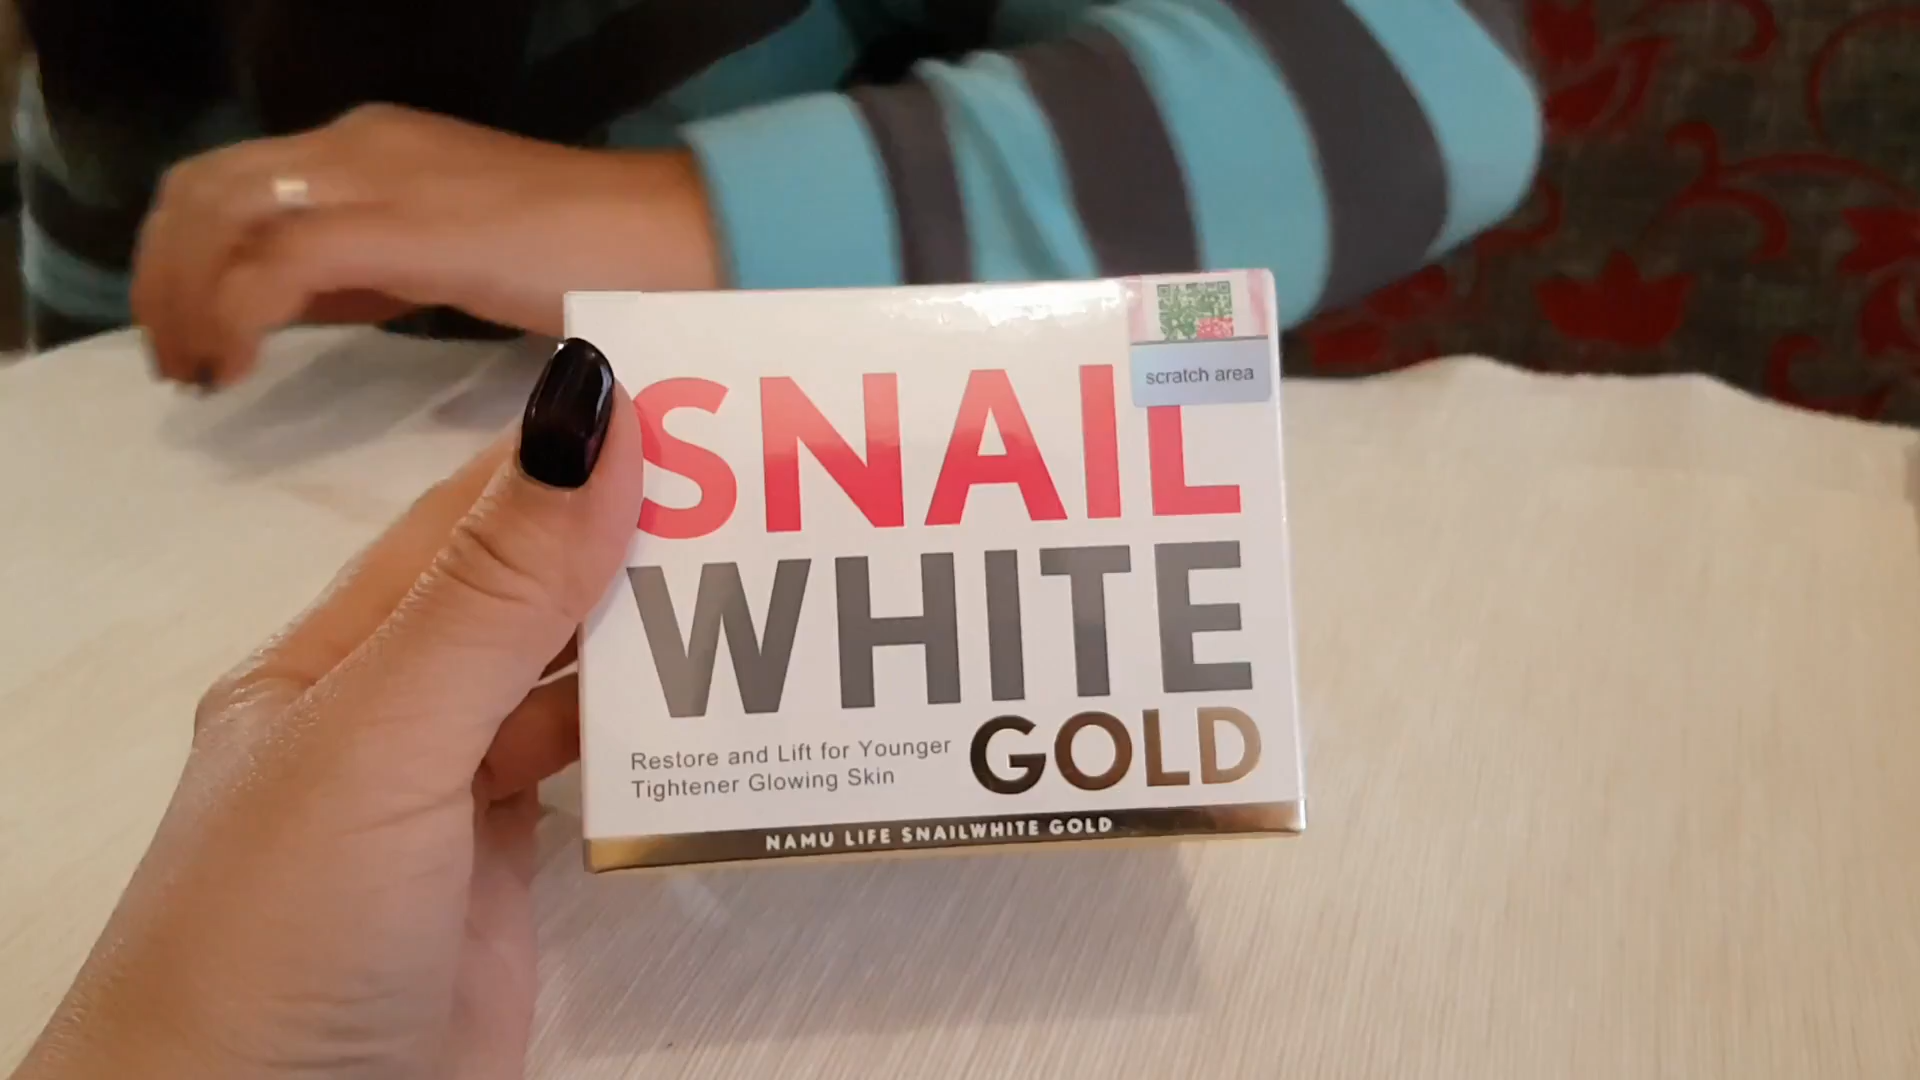 scratch area
SNAIL
WHITE
GOLD
Restore and Lift for Younger
Tightener Glowing Skin
NAMU LIFE SNAILWHITE GOLD